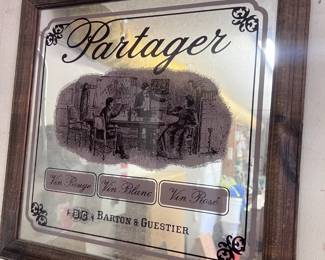 Partager
Vin Rouge Vin Blanc Vin Rosé
B&G Barton & Guestier